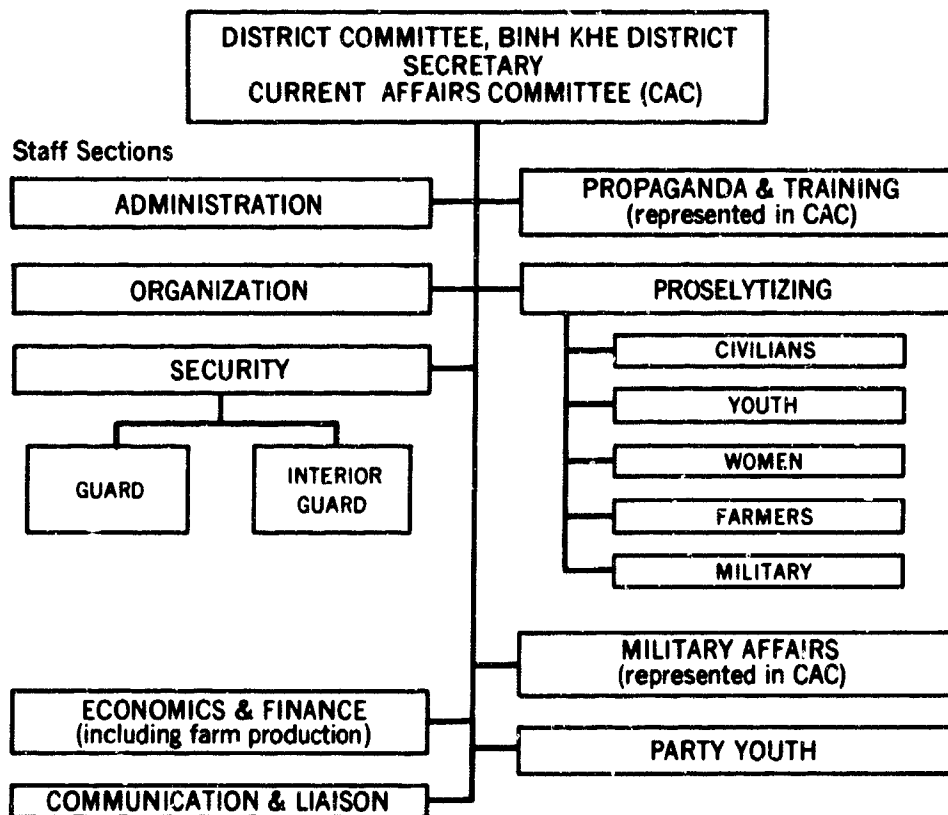 DISTRICT COMMITTEE, BINH KHE DISTRICT
SECRETARY
CURRENT AFFAIRS COMMITTEE (CAC)
Staff Sections
ADMINISTRATION
PROPAGANDA & TRAINING
(represented in CAC)
ORGANIZATION
PROSELYTIZING
CIVILIANS
SECURITY
YOUTH
WOMEN
GUARD
INTERIOR
GUARD
FARMERS
MILITARY
MILITARY AFFAIRS
(represented in CAC)
ECONOMICS & FINANCE
(including farm production)
PARTY YOUTH
COMMUNICATION & LIAISON